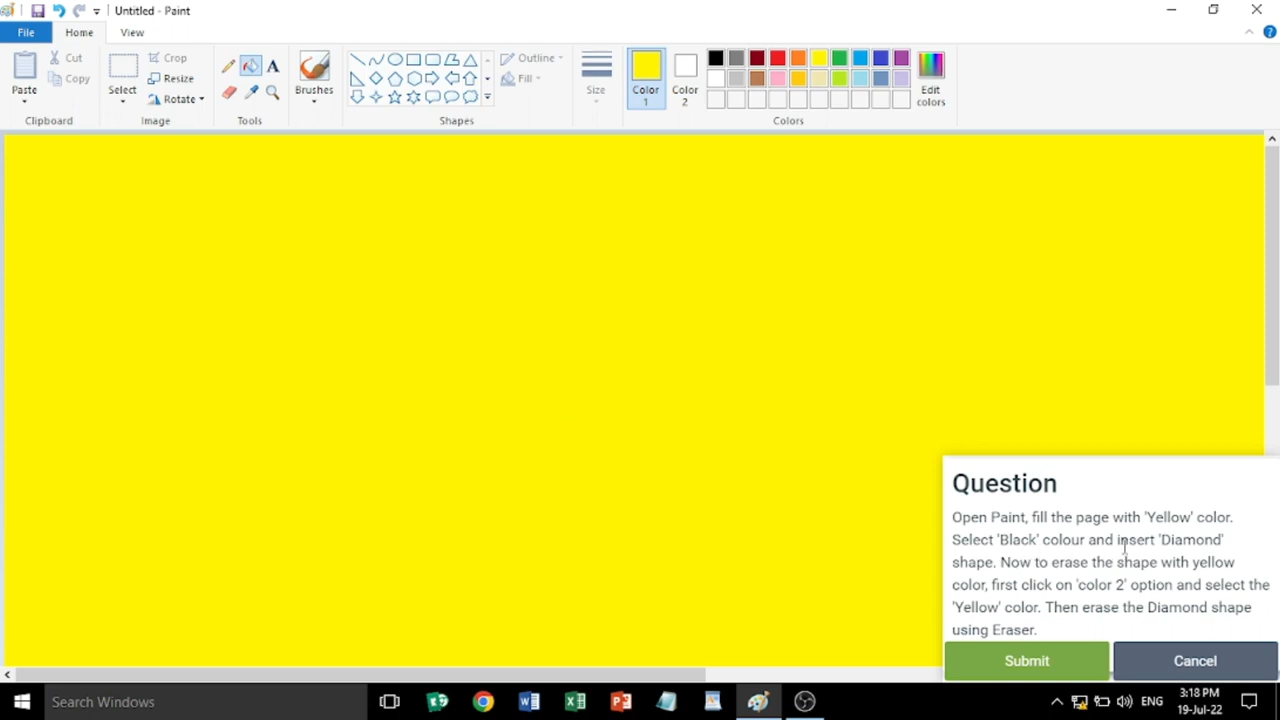 Untitled - Paint
File Home View
Paste
Cut
Copy
Clipboard
Select
Crop
Resize
Rotate
Image
A
Tools
Brushes
Outline
Fill
Shapes
Size
Color 1
Color 2
Edit colors
Colors
Question
Open Paint, fill the page with 'Yellow' color.
Select 'Black' colour and insert 'Diamond'
shape. Now to erase the shape with yellow
color, first click on 'color 2' option and select the
'Yellow' color. Then erase the Diamond shape
using Eraser.
Submit Cancel
Search Windows
ENG
3:18 PM
19-Jul-22